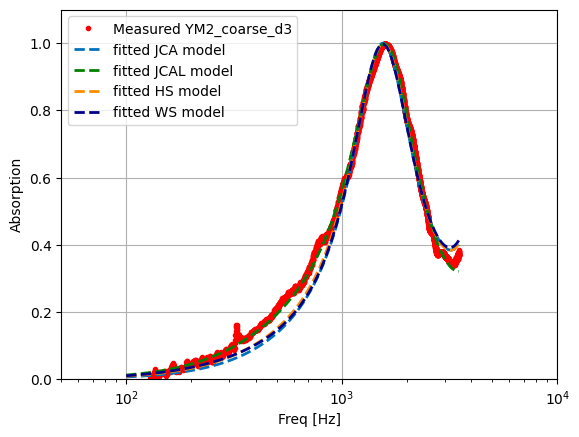 Measured YM2_coarse_d3
fitted JCA model
fitted JCAL model
fitted HS model
fitted WS model
1.0
0.8
0.6
0.4
0.2
0.0
Absorption
10²
10³
10⁴
Freq [Hz]